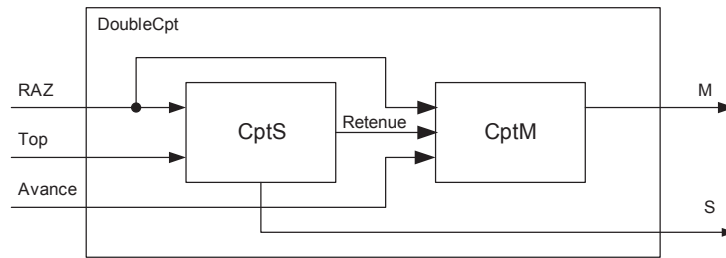 DoubleCpt
RAZ
M
CptS
Retenue
CptM
Top
Avance
S